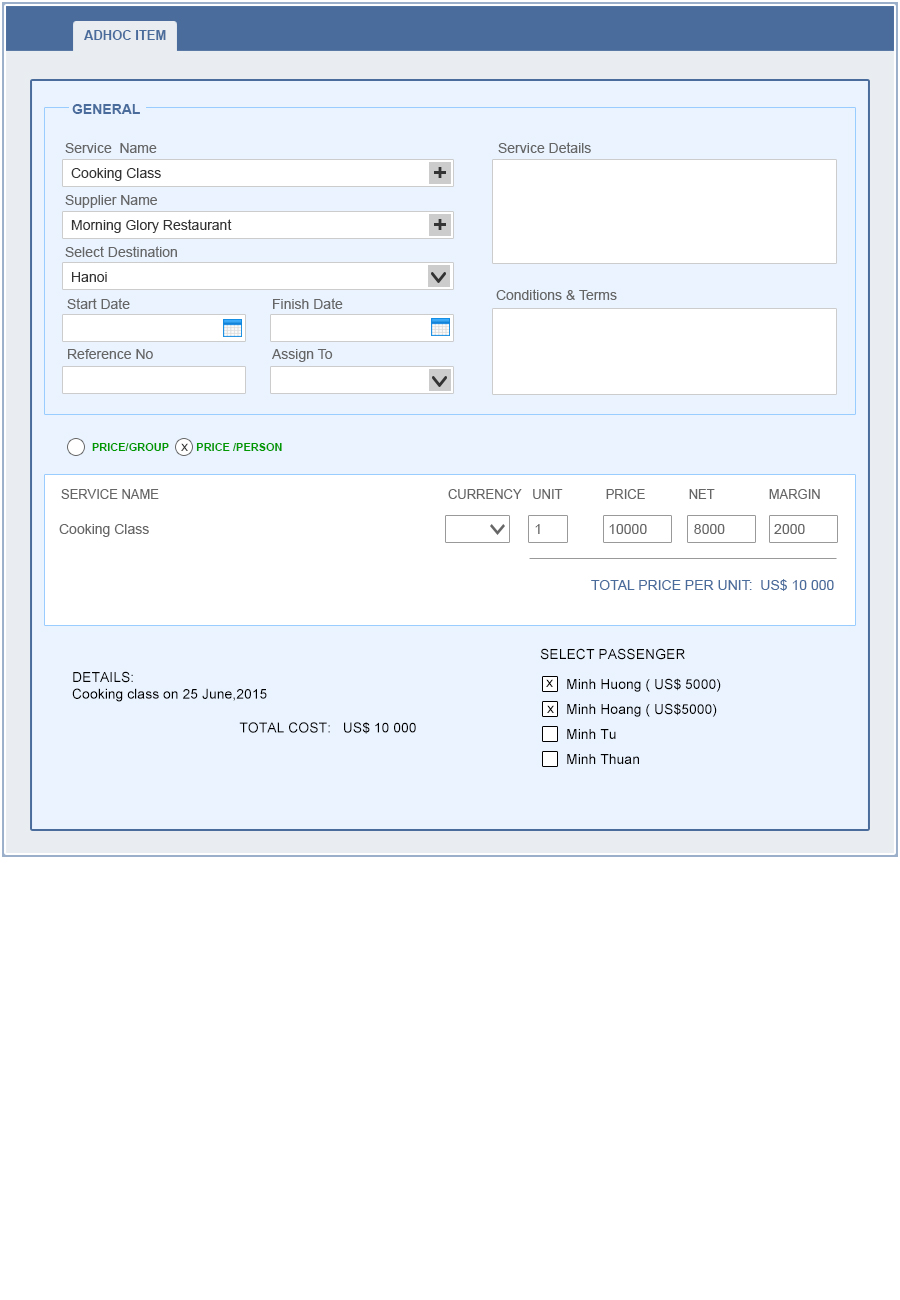 ADHOC ITEM
GENERAL
Service Name
Cooking Class
Supplier Name
Morning Glory Restaurant
Select Destination
Hanoi
Start Date Finish Date
Reference No Assign To
Service Details
Conditions & Terms
PRICE/GROUP x PRICE /PERSON
SERVICE NAME CURRENCY UNIT PRICE NET MARGIN
Cooking Class 1 10000 8000 2000
TOTAL PRICE PER UNIT: US$ 10 000
DETAILS:
Cooking class on 25 June,2015
TOTAL COST: US$ 10 000
SELECT PASSENGER
x Minh Huong ( US$ 5000)
x Minh Hoang ( US$5000)
Minh Tu
Minh Thuan